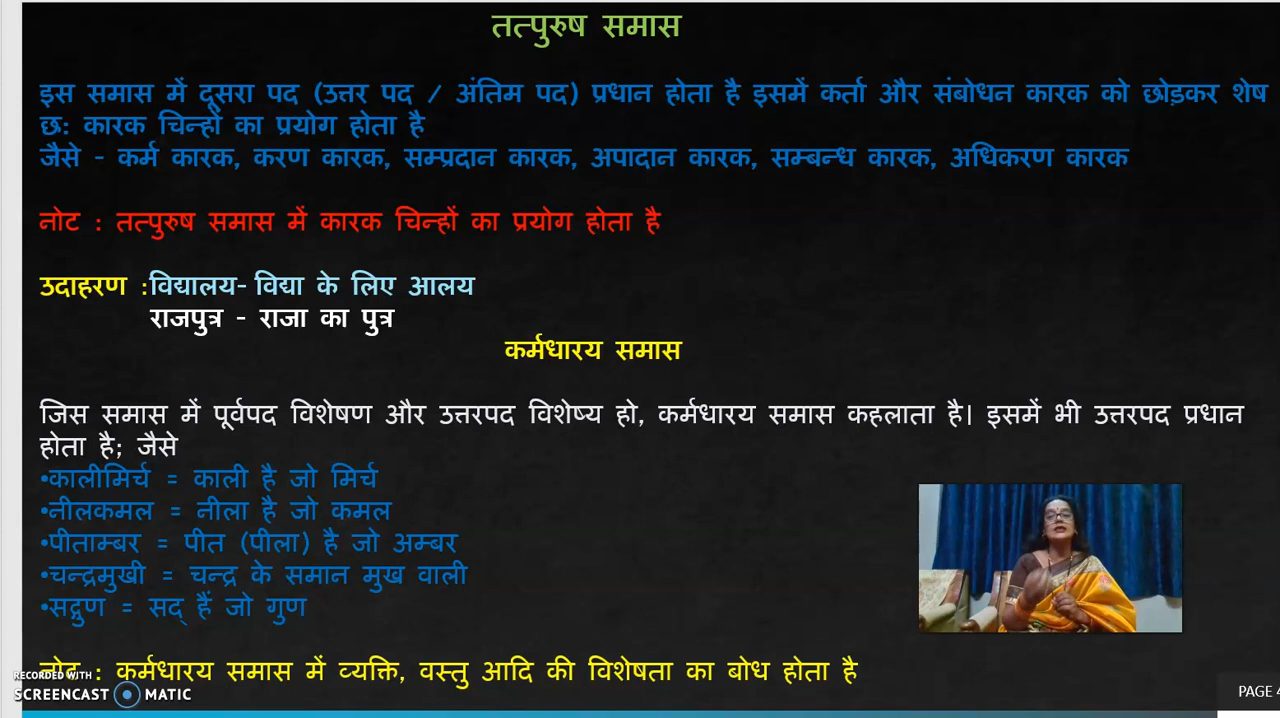 तत्पुरुष समास
इस समास में दूसरा पद (उत्तर पद / अंतिम पद) प्रधान होता है इसमें कर्ता और संबोधन कारक को छोड़कर शेष
छ: कारक चिन्हों का प्रयोग होता है
जैसे - कर्म कारक, करण कारक, सम्प्रदान कारक, अपादान कारक, सम्बन्ध कारक, अधिकरण कारक
नोट : तत्पुरुष समास में कारक चिन्हों का प्रयोग होता है
उदाहरण :विद्यालय- विद्या के लिए आलय
राजपुत्र - राजा का पुत्र
कर्मधारय समास
जिस समास में पूर्वपद विशेषण और उत्तरपद विशेष्य हो, कर्मधारय समास कहलाता है। इसमें भी उत्तरपद प्रधान
होता है; जैसे
•कालीमिर्च = काली है जो मिर्च
•नीलकमल = नीला है जो कमल
•पीताम्बर = पीत (पीला) है जो अम्बर
•चन्द्रमुखी = चन्द्र के समान मुख वाली
•सद्गुण = सद् हैं जो गुण
नोट : कर्मधारय समास में व्यक्ति, वस्तु आदि की विशेषता का बोध होता है
RECORDED WITH
SCREENCAST MATIC
PAGE 4